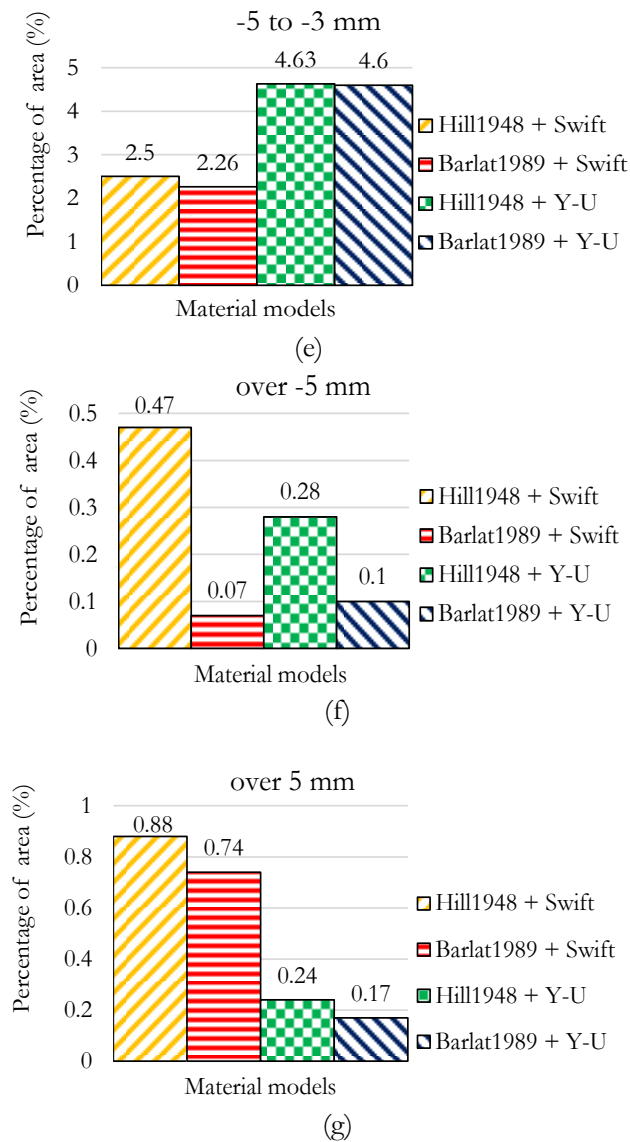 -5 to -3 mm
Percentage of area (%)
5
4
3
2
1
0
2.5
2.26
4.63
4.6
Hill1948 + Swift
Barlat1989 + Swift
Hill1948 + Y-U
Barlat1989 + Y-U
Material models
(e)
over -5 mm
Percentage of area (%)
0.5
0.4
0.3
0.2
0.1
0
0.47
0.07
0.28
0.1
Hill1948 + Swift
Barlat1989 + Swift
Hill1948 + Y-U
Barlat1989 + Y-U
Material models
(f)
over 5 mm
Percentage of area (%)
1
0.8
0.6
0.4
0.2
0
0.88
0.74
0.24
0.17
Hill1948 + Swift
Barlat1989 + Swift
Hill1948 + Y-U
Barlat1989 + Y-U
Material models
(g)